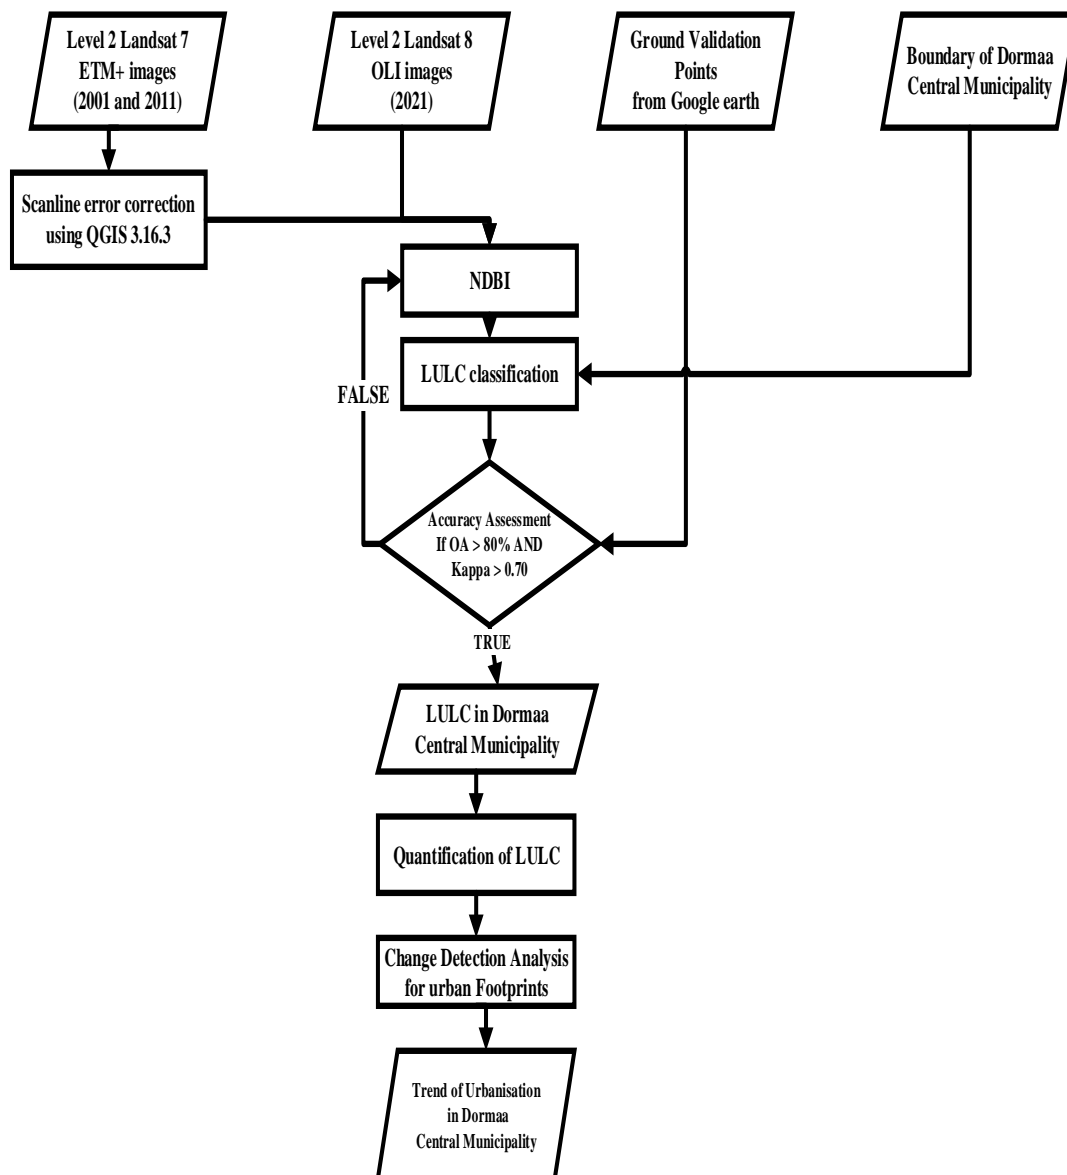 Level 2 Landsat 7
ETM+ images
(2001 and 2011)
Level 2 Landsat 8
OLI images
(2021)
Ground Validation
Points
from Google earth
Boundary of Dormaa
Central Municipality
Scanline error correction
using QGIS 3.16.3
NDBI
LULC classification
FALSE
Accuracy Assessment
If OA > 80% AND
Kappa > 0.70
TRUE
LULC in Dormaa
Central Municipality
Quantification of LULC
Change Detection Analysis
for urban Footprints
Trend of Urbanisation
in Dormaa
Central Municipality